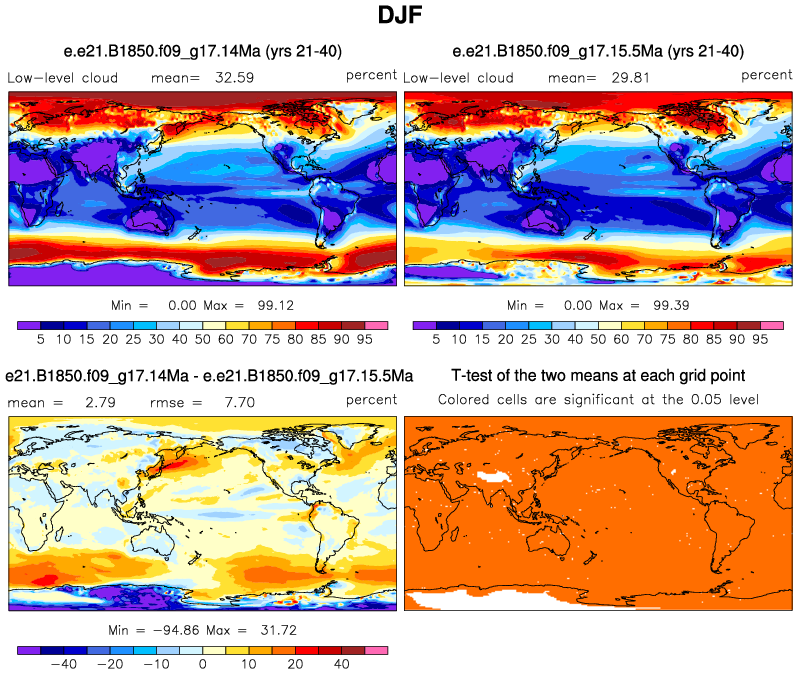 DJF
e.e21.B1850.f09_g17.14Ma (yrs 21-40)
Low-level cloud mean= 32.59 percent
Min = 0.00 Max = 99.12
5 10 15 20 25 30 40 50 60 70 75 80 85 90 95
e.e21.B1850.f09_g17.15.5Ma (yrs 21-40)
Low-level cloud mean= 29.81 percent
Min = 0.00 Max = 99.39
5 10 15 20 25 30 40 50 60 70 75 80 85 90 95
e21.B1850.f09_g17.14Ma - e.e21.B1850.f09_g17.15.5Ma
mean = 2.79 rmse = 7.70 percent
Min = -94.86 Max = 31.72
-40 -20 -10 0 10 20 40
T-test of the two means at each grid point
Colored cells are significant at the 0.05 level